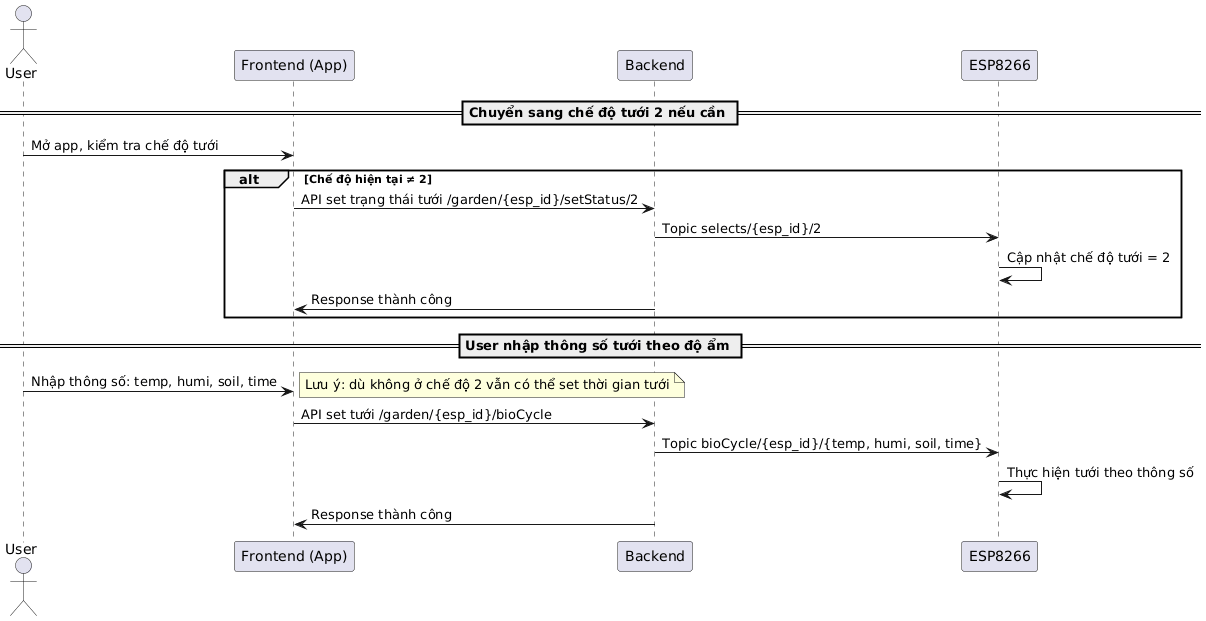 User
Frontend (App)
Backend
ESP8266
Chuyển sang chế độ tưới 2 nếu cần
Mở app, kiểm tra chế độ tưới
alt
[Chế độ hiện tại ≠ 2]
API set trạng thái tưới /garden/{esp_id}/setStatus/2
Topic selects/{esp_id}/2
Cập nhật chế độ tưới = 2
Response thành công
User nhập thông số tưới theo độ ẩm
Nhập thông số: temp, humi, soil, time
Lưu ý: dù không ở chế độ 2 vẫn có thể set thời gian tưới
API set tưới /garden/{esp_id}/bioCycle
Topic bioCycle/{esp_id}/{temp, humi, soil, time}
Thực hiện tưới theo thông số
Response thành công
User
Frontend (App)
Backend
ESP8266